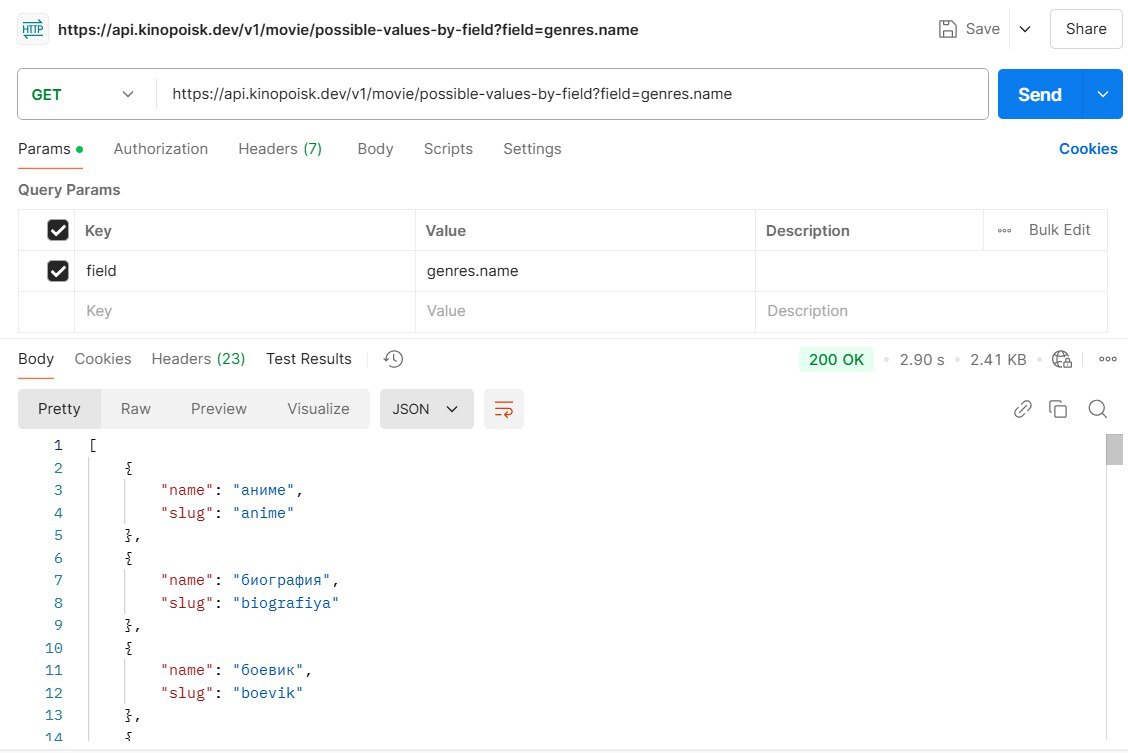 HTTP https://api.kinopoisk.dev/v1/movie/possible-values-by-field?field=genres.name Save Share
GET https://api.kinopoisk.dev/v1/movie/possible-values-by-field?field=genres.name Send
Params Authorization Headers (7) Body Scripts Settings Cookies
Query Params
Key Value Description Bulk Edit
field genres.name
Key Value Description
Body Cookies Headers (23) Test Results 200 OK 2.90 s 2.41 KB
Pretty Raw Preview Visualize JSON
1 [
2 {
3 "name": "аниме",
4 "slug": "anime"
5 },
6 {
7 "name": "биография",
8 "slug": "biografiya"
9 },
10 {
11 "name": "боевик",
12 "slug": "boevik"
13 },
14 {